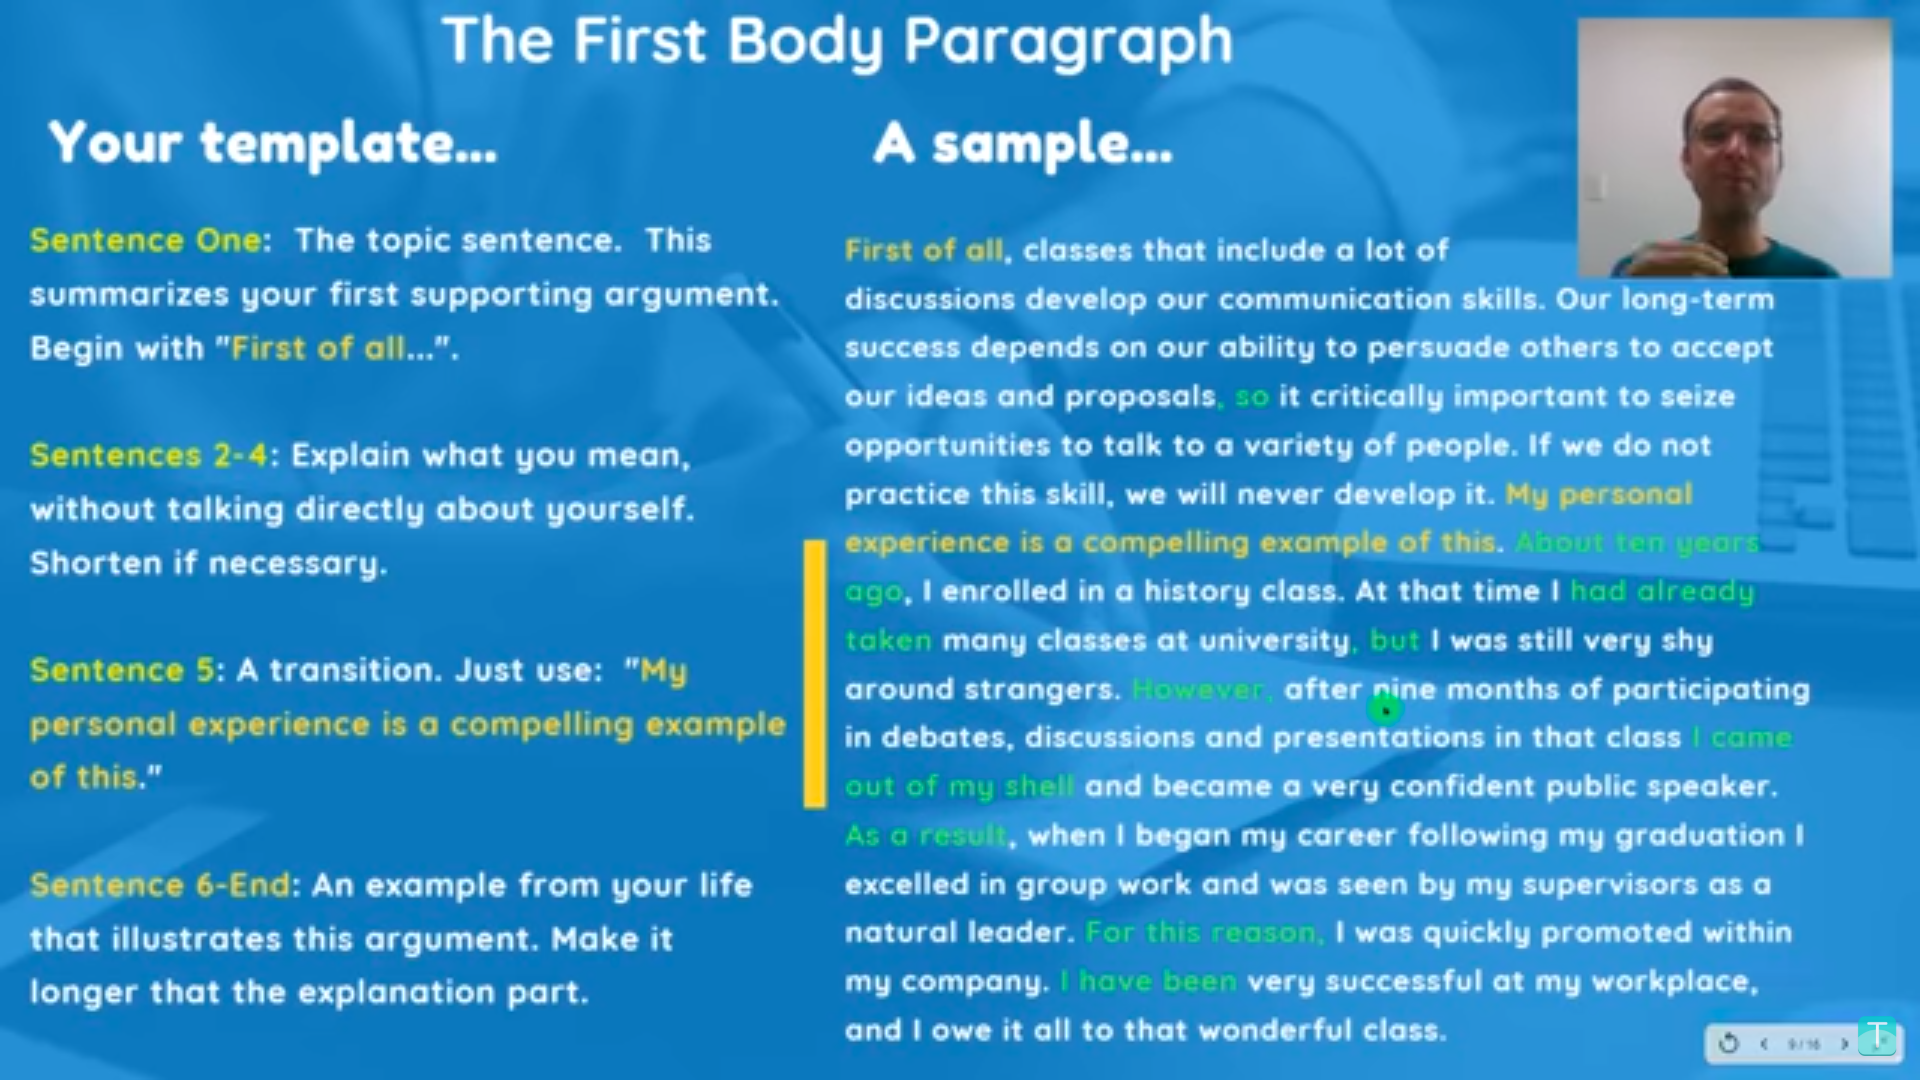 The First Body Paragraph
Your template...
Sentence One: The topic sentence. This
summarizes your first supporting argument.
Begin with "First of all...".
Sentences 2-4: Explain what you mean,
without talking directly about yourself.
Shorten if necessary.
Sentence 5: A transition. Just use: "My
personal experience is a compelling example
of this."
Sentence 6-End: An example from your life
that illustrates this argument. Make it
longer that the explanation part.
A sample...
First of all, classes that include a lot of
discussions develop our communication skills. Our long-term
success depends on our ability to persuade others to accept
our ideas and proposals, so it critically important to seize
opportunities to talk to a variety of people. If we do not
practice this skill, we will never develop it. My personal
experience is a compelling example of this. About ten years
ago, I enrolled in a history class. At that time I had already
taken many classes at university, but I was still very shy
around strangers. However, after nine months of participating
in debates, discussions and presentations in that class I came
out of my shell and became a very confident public speaker.
As a result, when I began my career following my graduation I
excelled in group work and was seen by my supervisors as a
natural leader. For this reason, I was quickly promoted within
my company. I have been very successful at my workplace,
and I owe it all to that wonderful class.
9/16
T